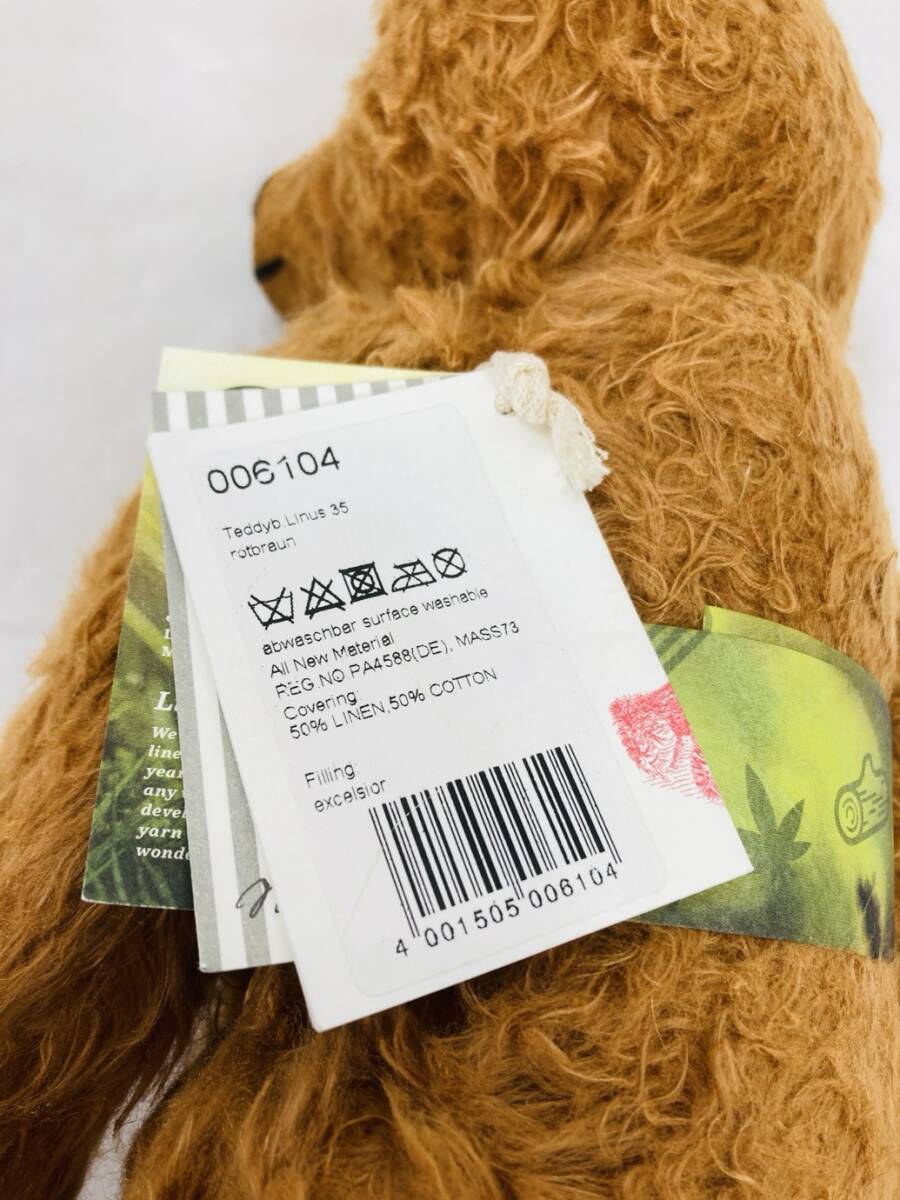 006104
Teddyb.Linus 35
rotbraun
abwaschbar surface washable
All New Material
REG.NO PA4588(DE), MASS73
Covering:
50% LINEN,50% COTTON
Filling:
excelsior
4 001505 006104
We
line
year
any
devel
yarn
wonde